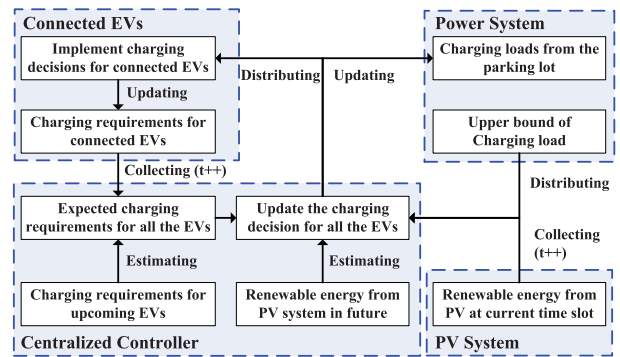 Connected EVs
Implement charging
decisions for connected EVs
Updating
Charging requirements for
connected EVs
Collecting (t++)
Distributing
Updating
Power System
Charging loads from the
parking lot
Upper bound of
Charging load
Distributing
Collecting
(t++)
Expected charging
requirements for all the EVs
Update the charging
decision for all the EVs
Estimating
Estimating
Charging requirements for
upcoming EVs
Renewable energy from
PV system in future
Centralized Controller
Renewable energy from
PV at current time slot
PV System